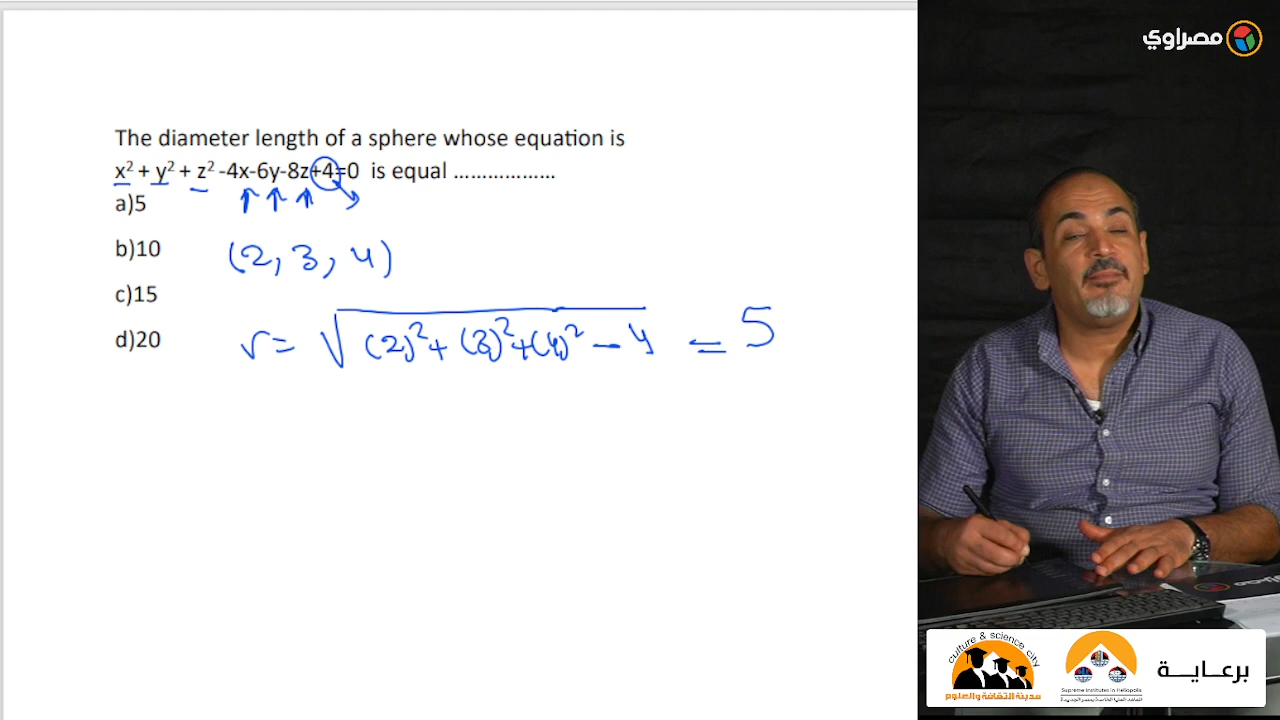 The diameter length of a sphere whose equation is
x² + y² + z² -4x-6y-8z+4=0 is equal ..................
a)5
b)10
(2, 3, 4)
c)15
d)20
r = √(2)²+(3)²+(4)² - 4 = 5
مصراوي
culture & science city
مدينة الثقافة والعلوم
Supreme Institutes in Heliopolis
برعايـــة